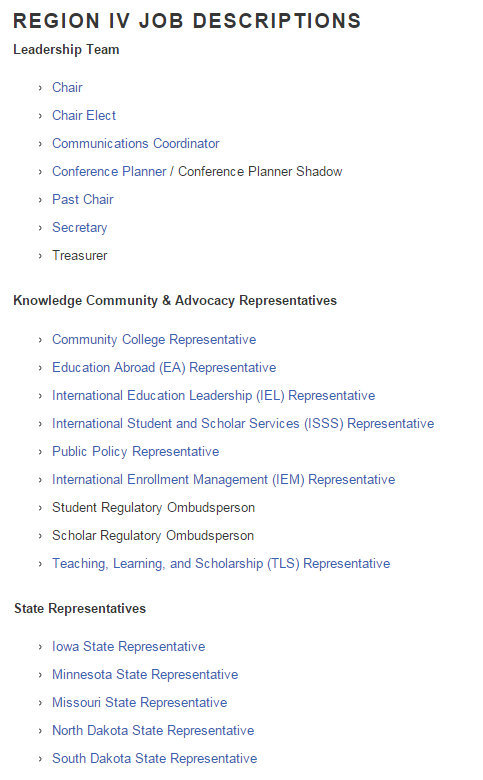 REGION IV JOB DESCRIPTIONS
Leadership Team
› Chair
› Chair Elect
› Communications Coordinator
› Conference Planner / Conference Planner Shadow
› Past Chair
› Secretary
› Treasurer
Knowledge Community & Advocacy Representatives
› Community College Representative
› Education Abroad (EA) Representative
› International Education Leadership (IEL) Representative
› International Student and Scholar Services (ISSS) Representative
› Public Policy Representative
› International Enrollment Management (IEM) Representative
› Student Regulatory Ombudsperson
› Scholar Regulatory Ombudsperson
› Teaching, Learning, and Scholarship (TLS) Representative
State Representatives
› Iowa State Representative
› Minnesota State Representative
› Missouri State Representative
› North Dakota State Representative
› South Dakota State Representative